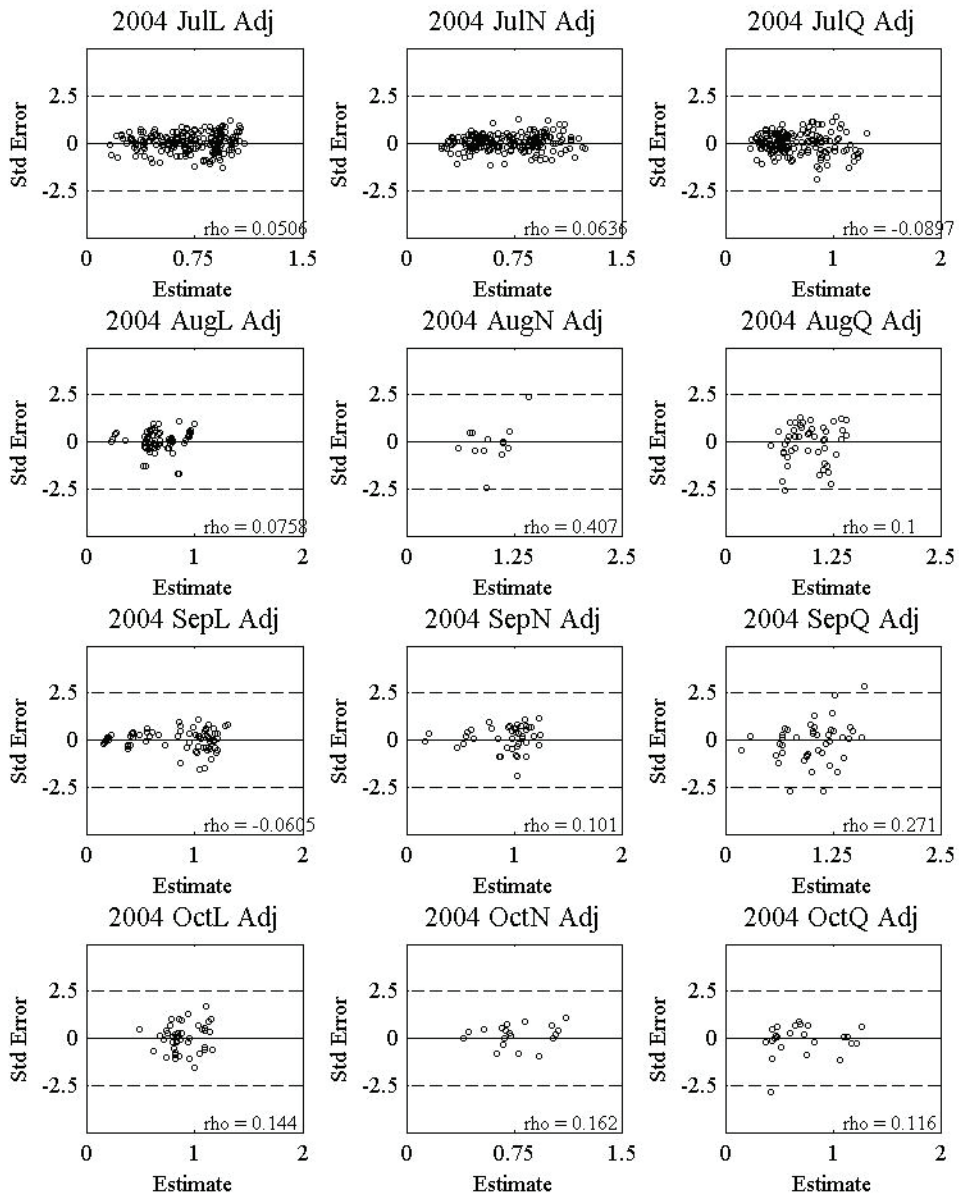 2004 JulL Adj
2004 JulN Adj
2004 JulQ Adj
Std Error
2.5
0
-2.5
rho = 0.0506
0 0.75 1.5
Estimate
Std Error
2.5
0
-2.5
rho = 0.0636
0 0.75 1.5
Estimate
Std Error
2.5
0
-2.5
rho = -0.0897
0 1 2
Estimate
2004 AugL Adj
2004 AugN Adj
2004 AugQ Adj
Std Error
2.5
0
-2.5
rho = 0.0758
0 1 2
Estimate
Std Error
2.5
0
-2.5
rho = 0.407
0 1.25 2.5
Estimate
Std Error
2.5
0
-2.5
rho = 0.1
0 1.25 2.5
Estimate
2004 SepL Adj
2004 SepN Adj
2004 SepQ Adj
Std Error
2.5
0
-2.5
rho = -0.0605
0 1 2
Estimate
Std Error
2.5
0
-2.5
rho = 0.101
0 1 2
Estimate
Std Error
2.5
0
-2.5
rho = 0.271
0 1.25 2.5
Estimate
2004 OctL Adj
2004 OctN Adj
2004 OctQ Adj
Std Error
2.5
0
-2.5
rho = 0.144
0 1 2
Estimate
Std Error
2.5
0
-2.5
rho = 0.162
0 0.75 1.5
Estimate
Std Error
2.5
0
-2.5
rho = 0.116
0 1 2
Estimate